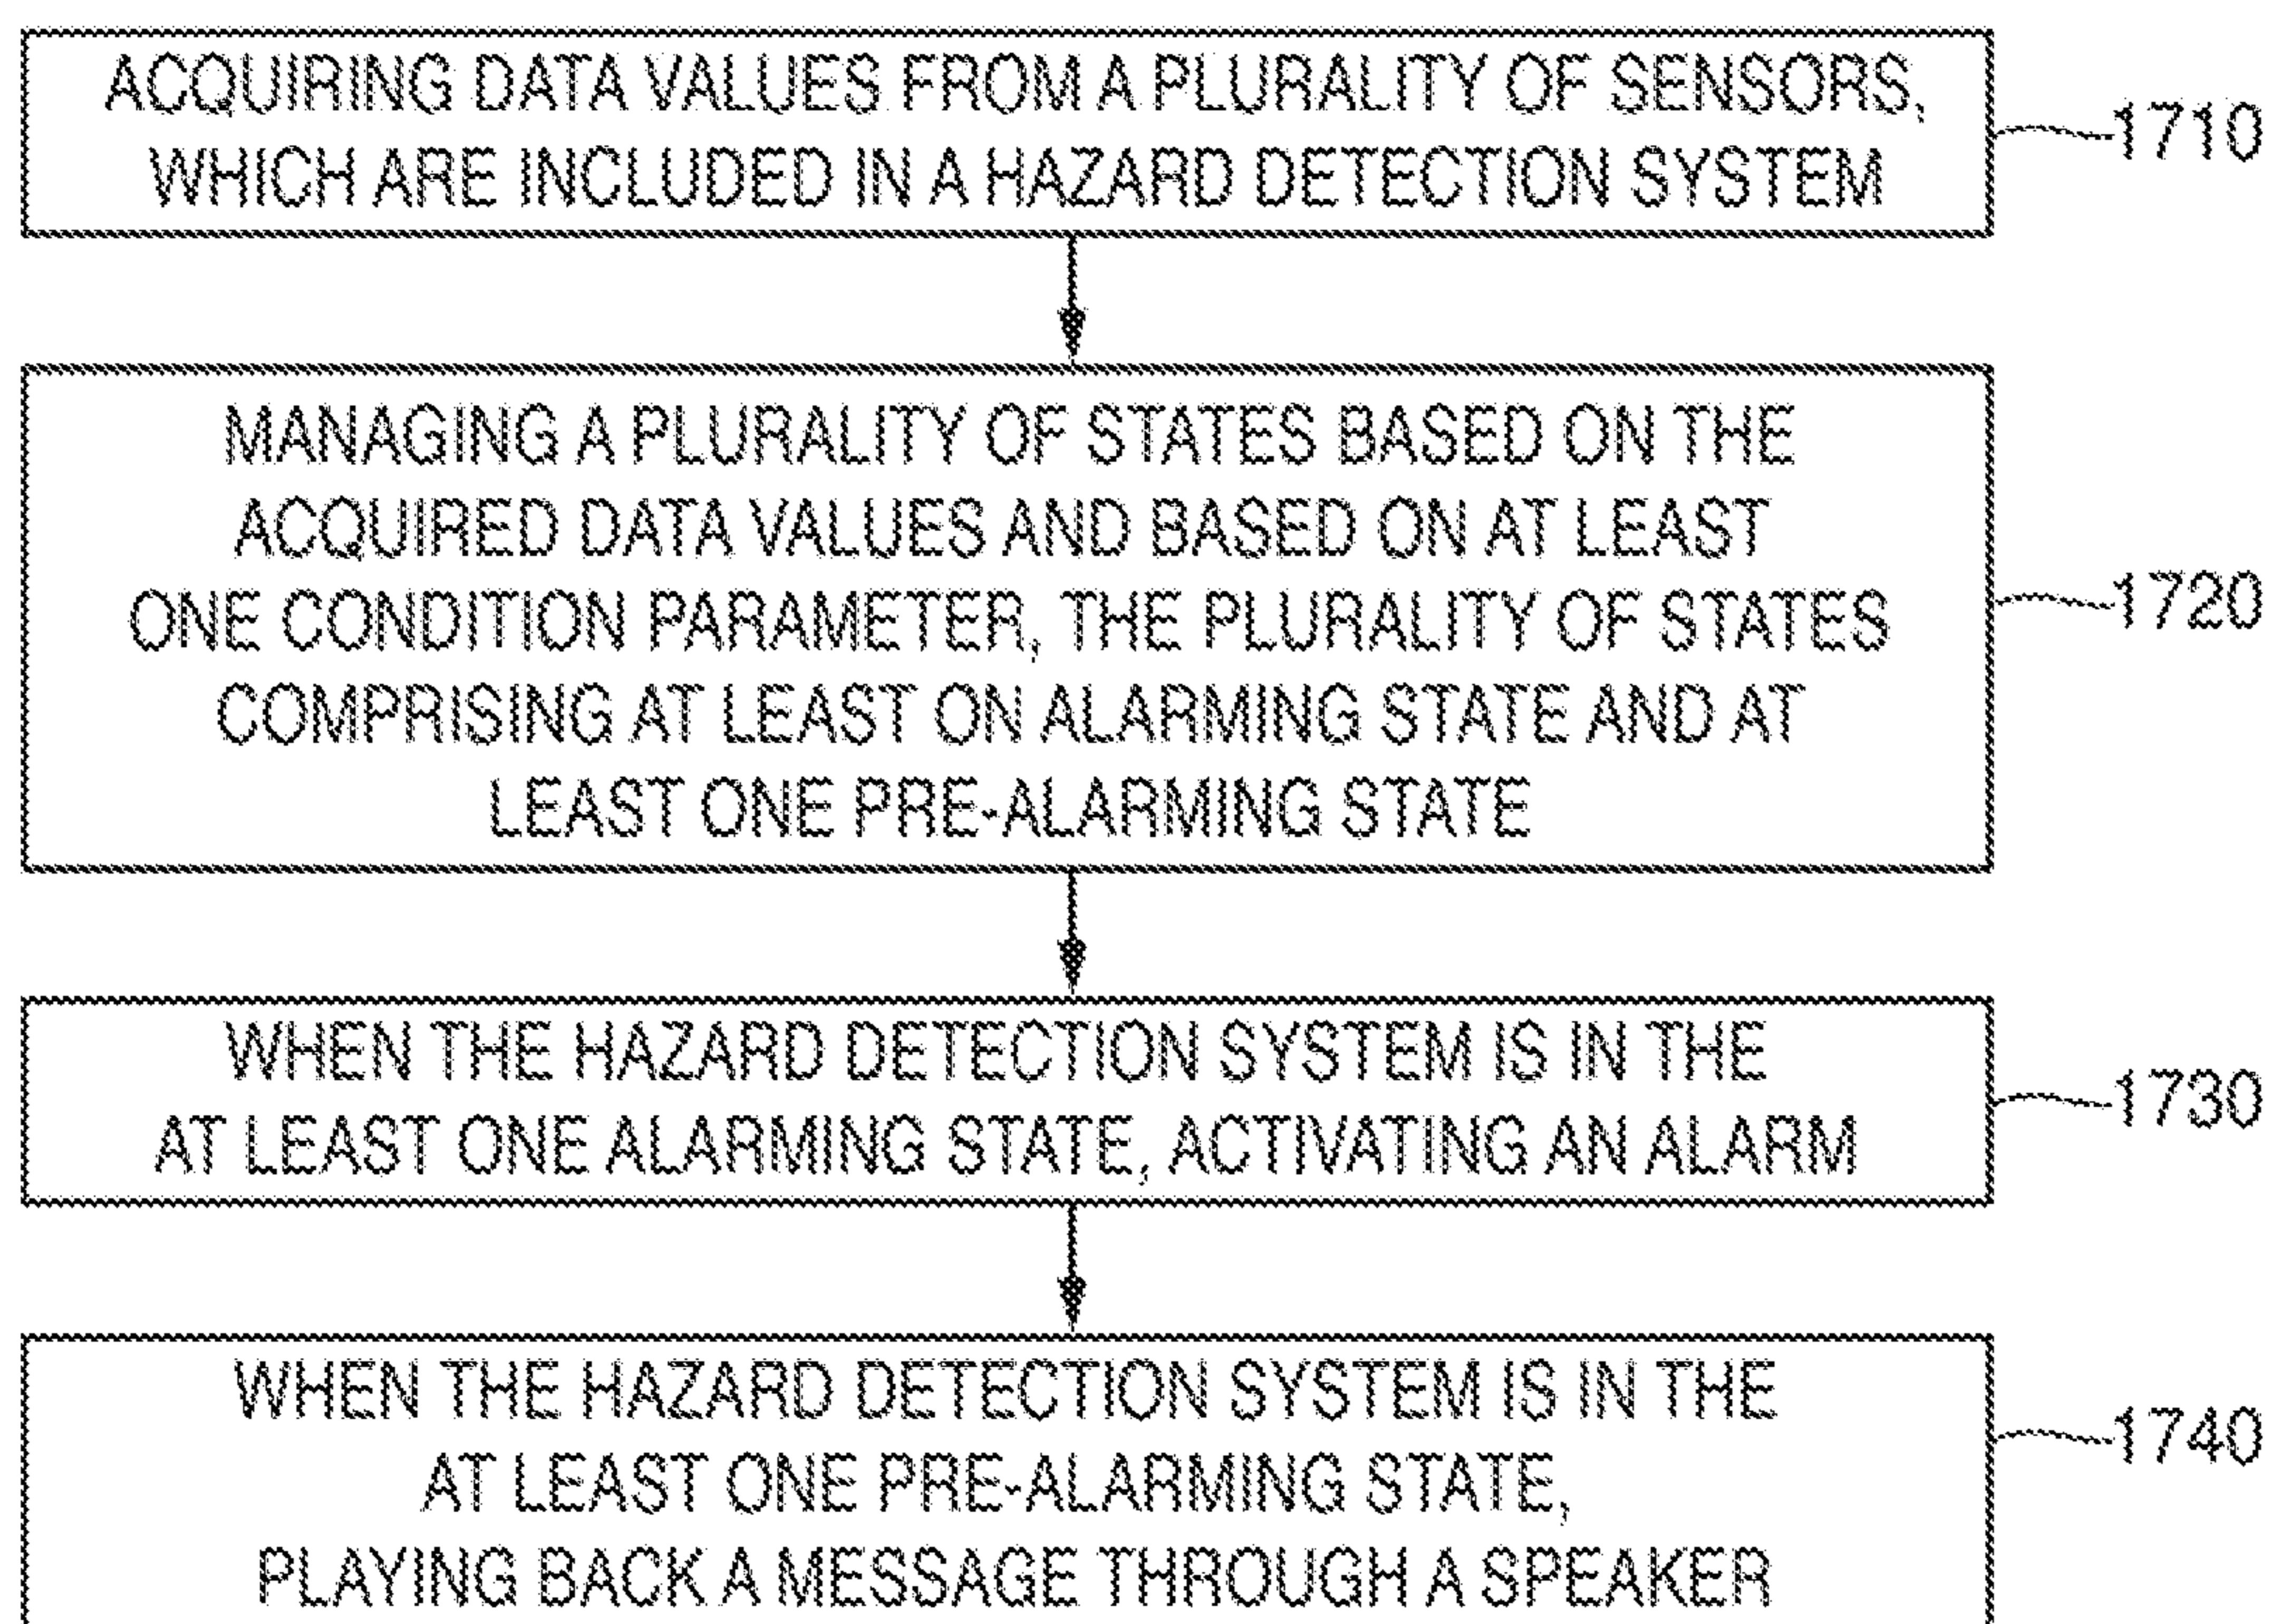 ACQUIRING DATA VALUES FROM A PLURALITY OF SENSORS,
WHICH ARE INCLUDED IN A HAZARD DETECTION SYSTEM
1710
MANAGING A PLURALITY OF STATES BASED ON THE
ACQUIRED DATA VALUES AND BASED ON AT LEAST
ONE CONDITION PARAMETER, THE PLURALITY OF STATES
COMPRISING AT LEAST ON ALARMING STATE AND AT
LEAST ONE PRE-ALARMING STATE
1720
WHEN THE HAZARD DETECTION SYSTEM IS IN THE
AT LEAST ONE ALARMING STATE, ACTIVATING AN ALARM
1730
WHEN THE HAZARD DETECTION SYSTEM IS IN THE
AT LEAST ONE PRE-ALARMING STATE,
PLAYING BACK A MESSAGE THROUGH A SPEAKER
1740